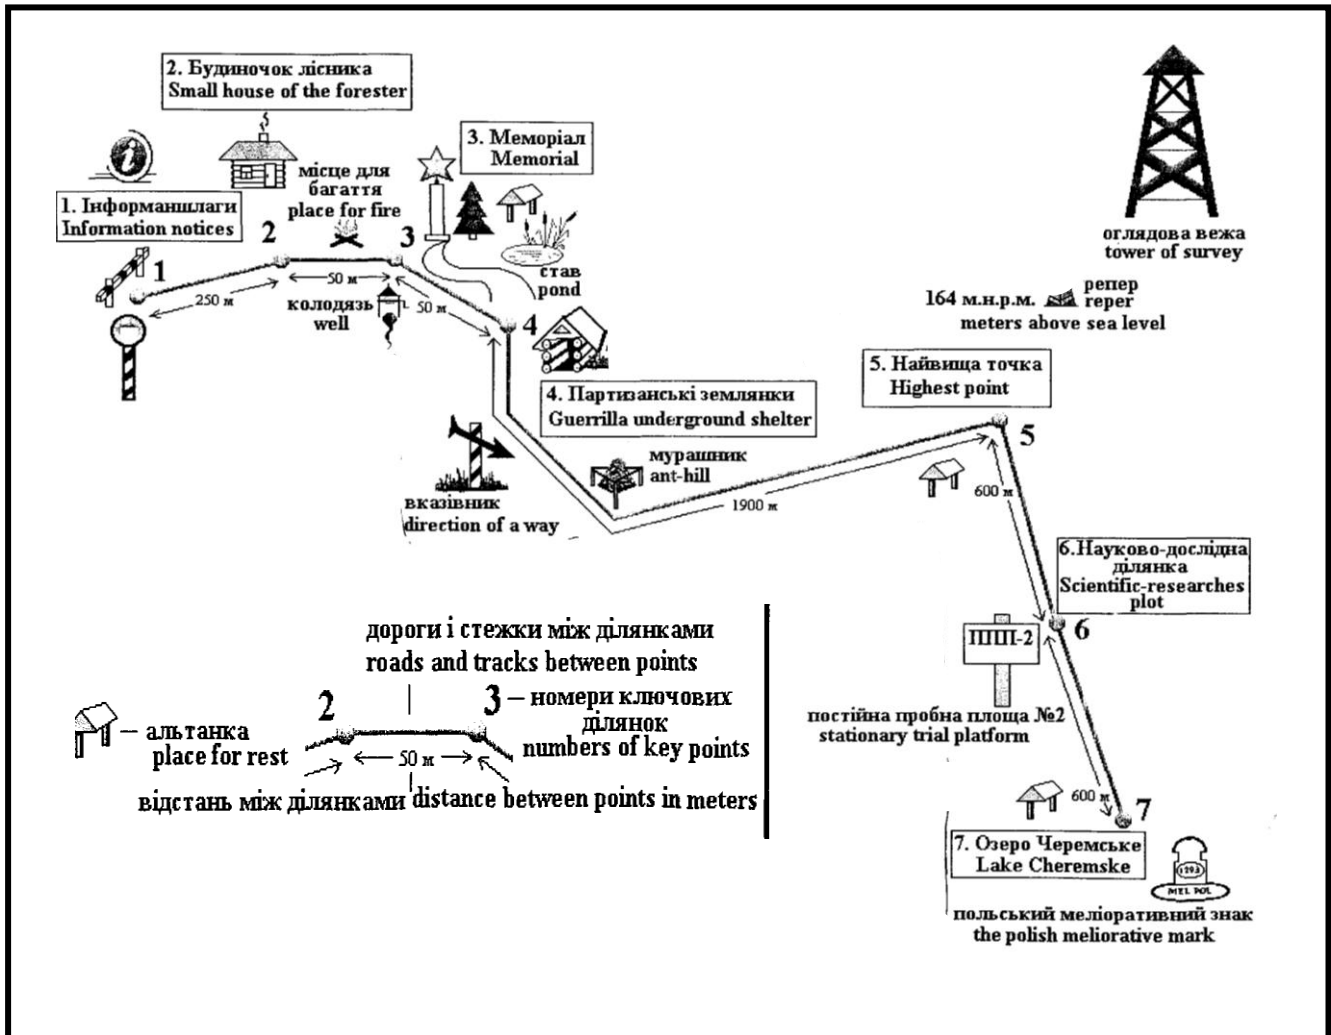 2. Будиночок лісника
Small house of the forester
3. Меморіал
Memorial
місце для
багаття
place for fire
1. Інформаншлаги
Information notices
2
3
1
250 м
50 м
колодязь
well
50 м
став
pond
4
оглядова вежа
tower of survey
164 м.н.р.м.
репер
reper
meters above sea level
5. Найвища точка
Highest point
4. Партизанські землянки
Guerrilla underground shelter
5
мурашник
ant-hill
вказівник
direction of a way
1900 м
600 м
6.Науково-дослідна
ділянка
Scientific-researches
plot
6
ППП-2
постійна пробна площа №2
stationary trial platform
дороги і стежки між ділянками
roads and tracks between points
2
3 – номери ключових
ділянок
numbers of key points
– альтанка
place for rest
50 м
відстань між ділянками distance between points in meters
600 м
7
7. Озеро Черемське
Lake Cheremske
MEL POL
польський меліоративний знак
the polish meliorative mark